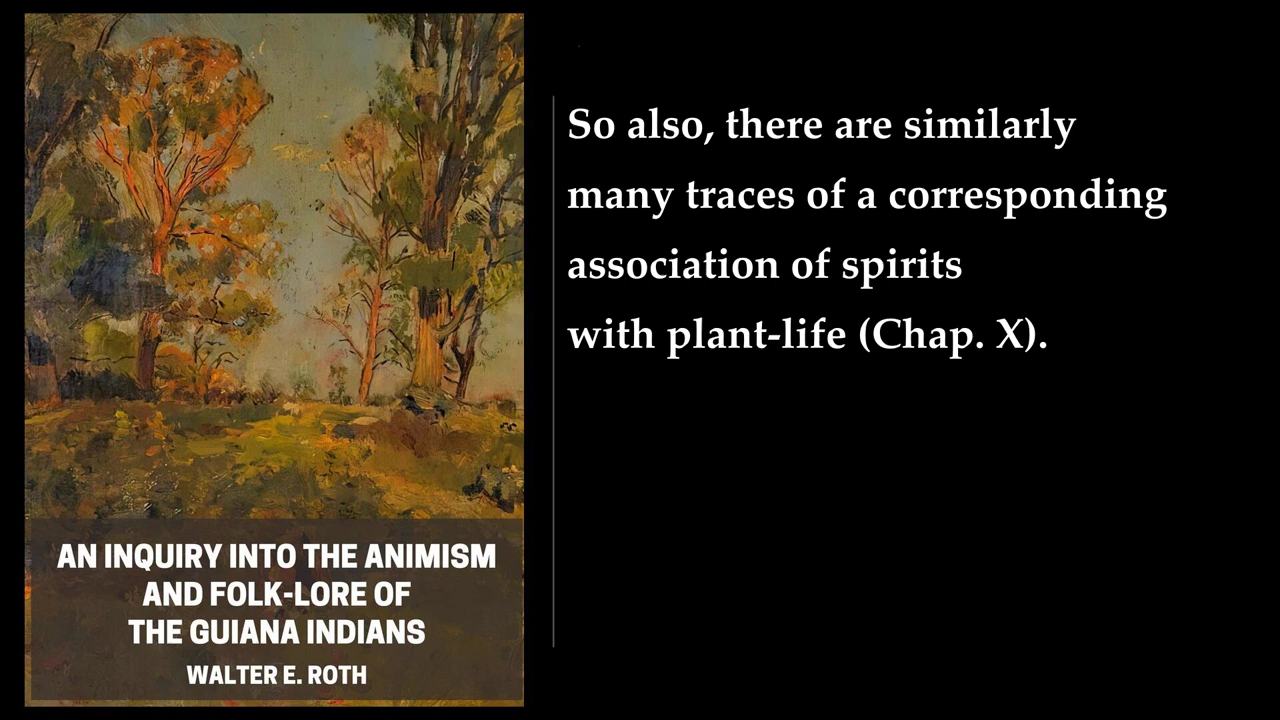 So also, there are similarly
many traces of a corresponding
association of spirits
with plant-life (Chap. X).
AN INQUIRY INTO THE ANIMISM
AND FOLK-LORE OF
THE GUIANA INDIANS
WALTER E. ROTH